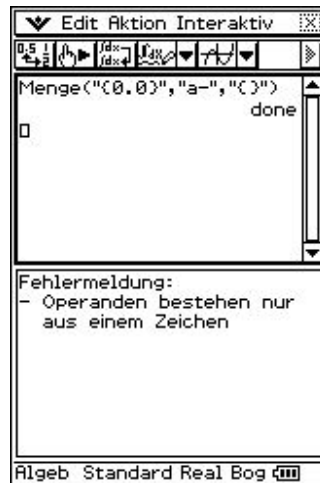 Edit Aktion Interaktiv
Menge("{0.0}","a-","{}")
done
Fehlermeldung:
- Operanden bestehen nur
aus einem Zeichen
Algeb Standard Real Bog